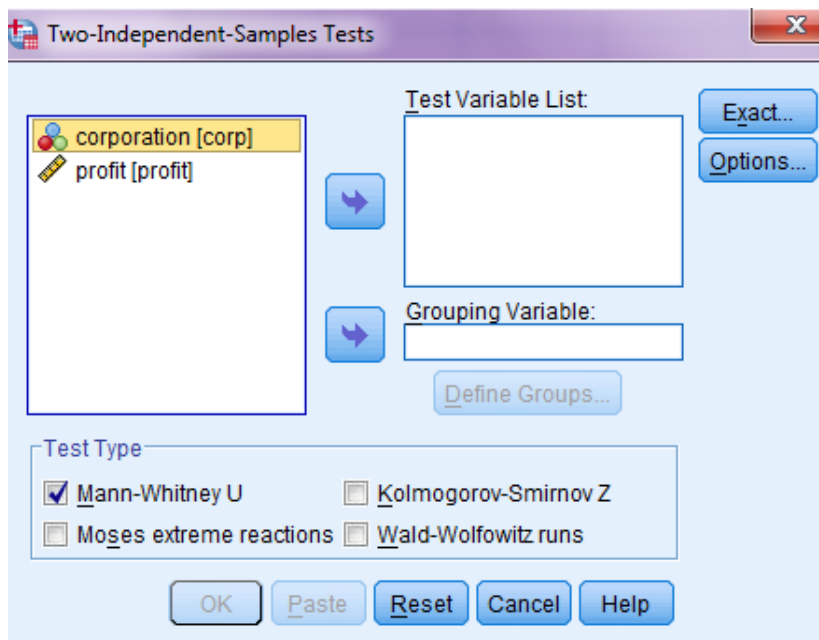 Two-Independent-Samples Tests
X
Test Variable List:
corporation [corp]
profit [profit]
Exact...
Options...
Grouping Variable:
Define Groups...
Test Type
Mann-Whitney U
Kolmogorov-Smirnov Z
Moses extreme reactions
Wald-Wolfowitz runs
OK
Paste
Reset
Cancel
Help